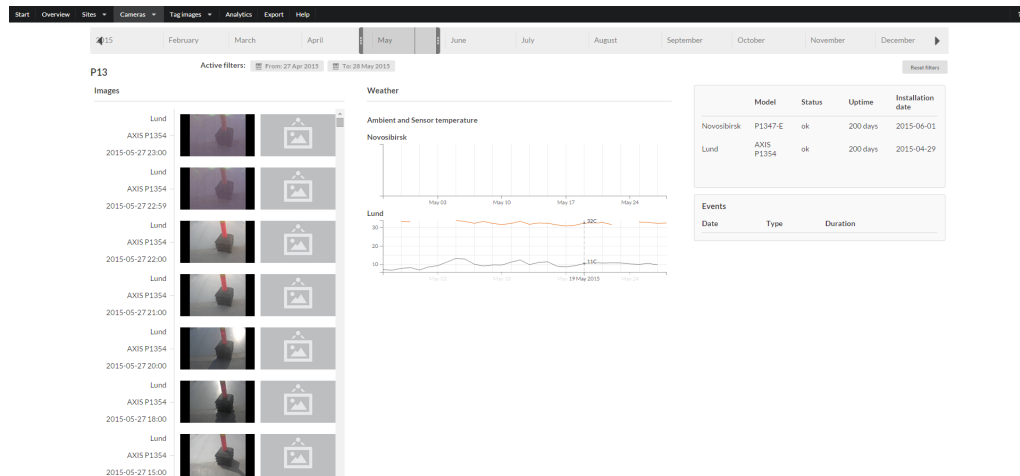 Start Overview Sites Cameras Tag images Analytics Export Help
2015 February March April May June July August September October November December
P13
Active filters: From: 27 Apr 2015 To: 28 May 2015
Reset filters
Images
Lund
AXIS P1354
2015-05-27 23:00
Lund
AXIS P1354
2015-05-27 22:59
Lund
AXIS P1354
2015-05-27 22:00
Lund
AXIS P1354
2015-05-27 21:00
Lund
AXIS P1354
2015-05-27 20:00
Lund
AXIS P1354
2015-05-27 18:00
Lund
AXIS P1354
2015-05-27 15:00
Weather
Ambient and Sensor temperature
Novosibirsk
May 03 May 10 May 17 May 24
Lund
30
20
10
32C
11C
May 03 May 10 19 May 2015 May 24
Model Status Uptime Installation date
Novosibirsk P1347-E ok 200 days 2015-06-01
Lund AXIS P1354 ok 200 days 2015-04-29
Events
Date Type Duration